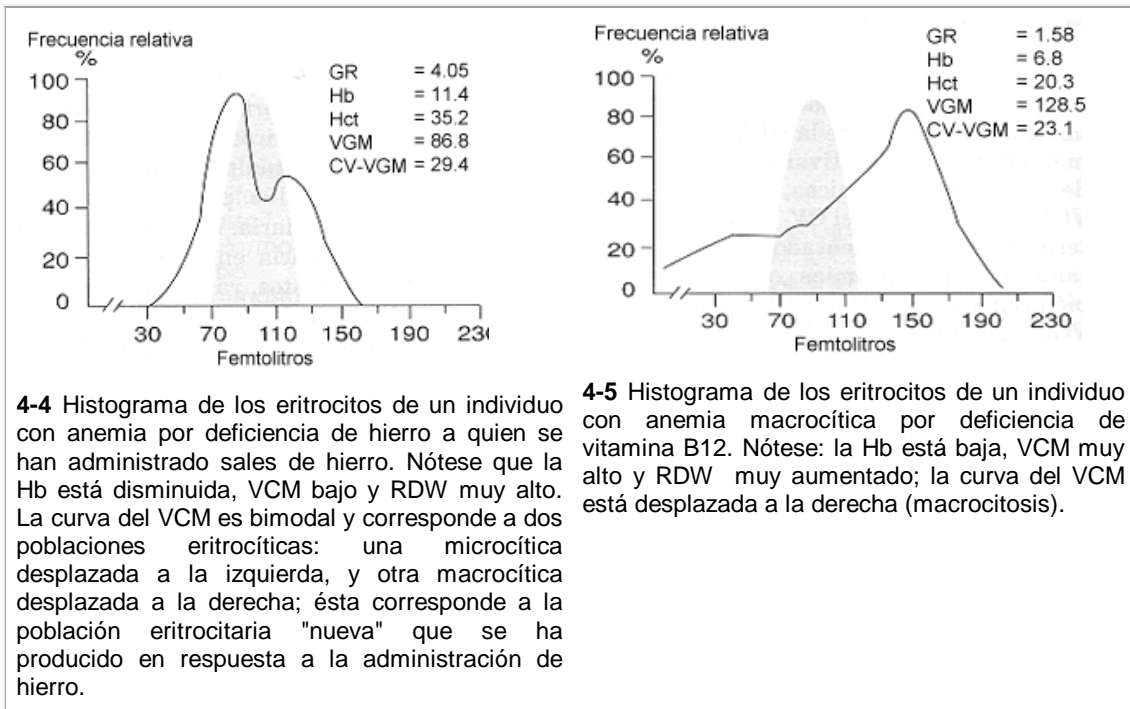 Frecuencia relativa
%
GR = 4.05
Hb = 11.4
Hct = 35.2
VGM = 86.8
CV-VGM = 29.4
100
80
60
40
20
0
30 70 110 150 190 230
Femtolitros
4-4 Histograma de los eritrocitos de un individuo
con anemia por deficiencia de hierro a quien se
han administrado sales de hierro. Nótese que la
Hb está disminuida, VCM bajo y RDW muy alto.
La curva del VCM es bimodal y corresponde a dos
poblaciones eritrocíticas: una microcítica
desplazada a la izquierda, y otra macrocítica
desplazada a la derecha; ésta corresponde a la
población eritrocitaria "nueva" que se ha
producido en respuesta a la administración de
hierro.
Frecuencia relativa
%
GR = 1.58
Hb = 6.8
Hct = 20.3
VGM = 128.5
CV-VGM = 23.1
100
80
60
40
20
0
30 70 110 150 190 230
Femtolitros
4-5 Histograma de los eritrocitos de un individuo
con anemia macrocítica por deficiencia de
vitamina B12. Nótese: la Hb está baja, VCM muy
alto y RDW muy aumentado; la curva del VCM
está desplazada a la derecha (macrocitosis).